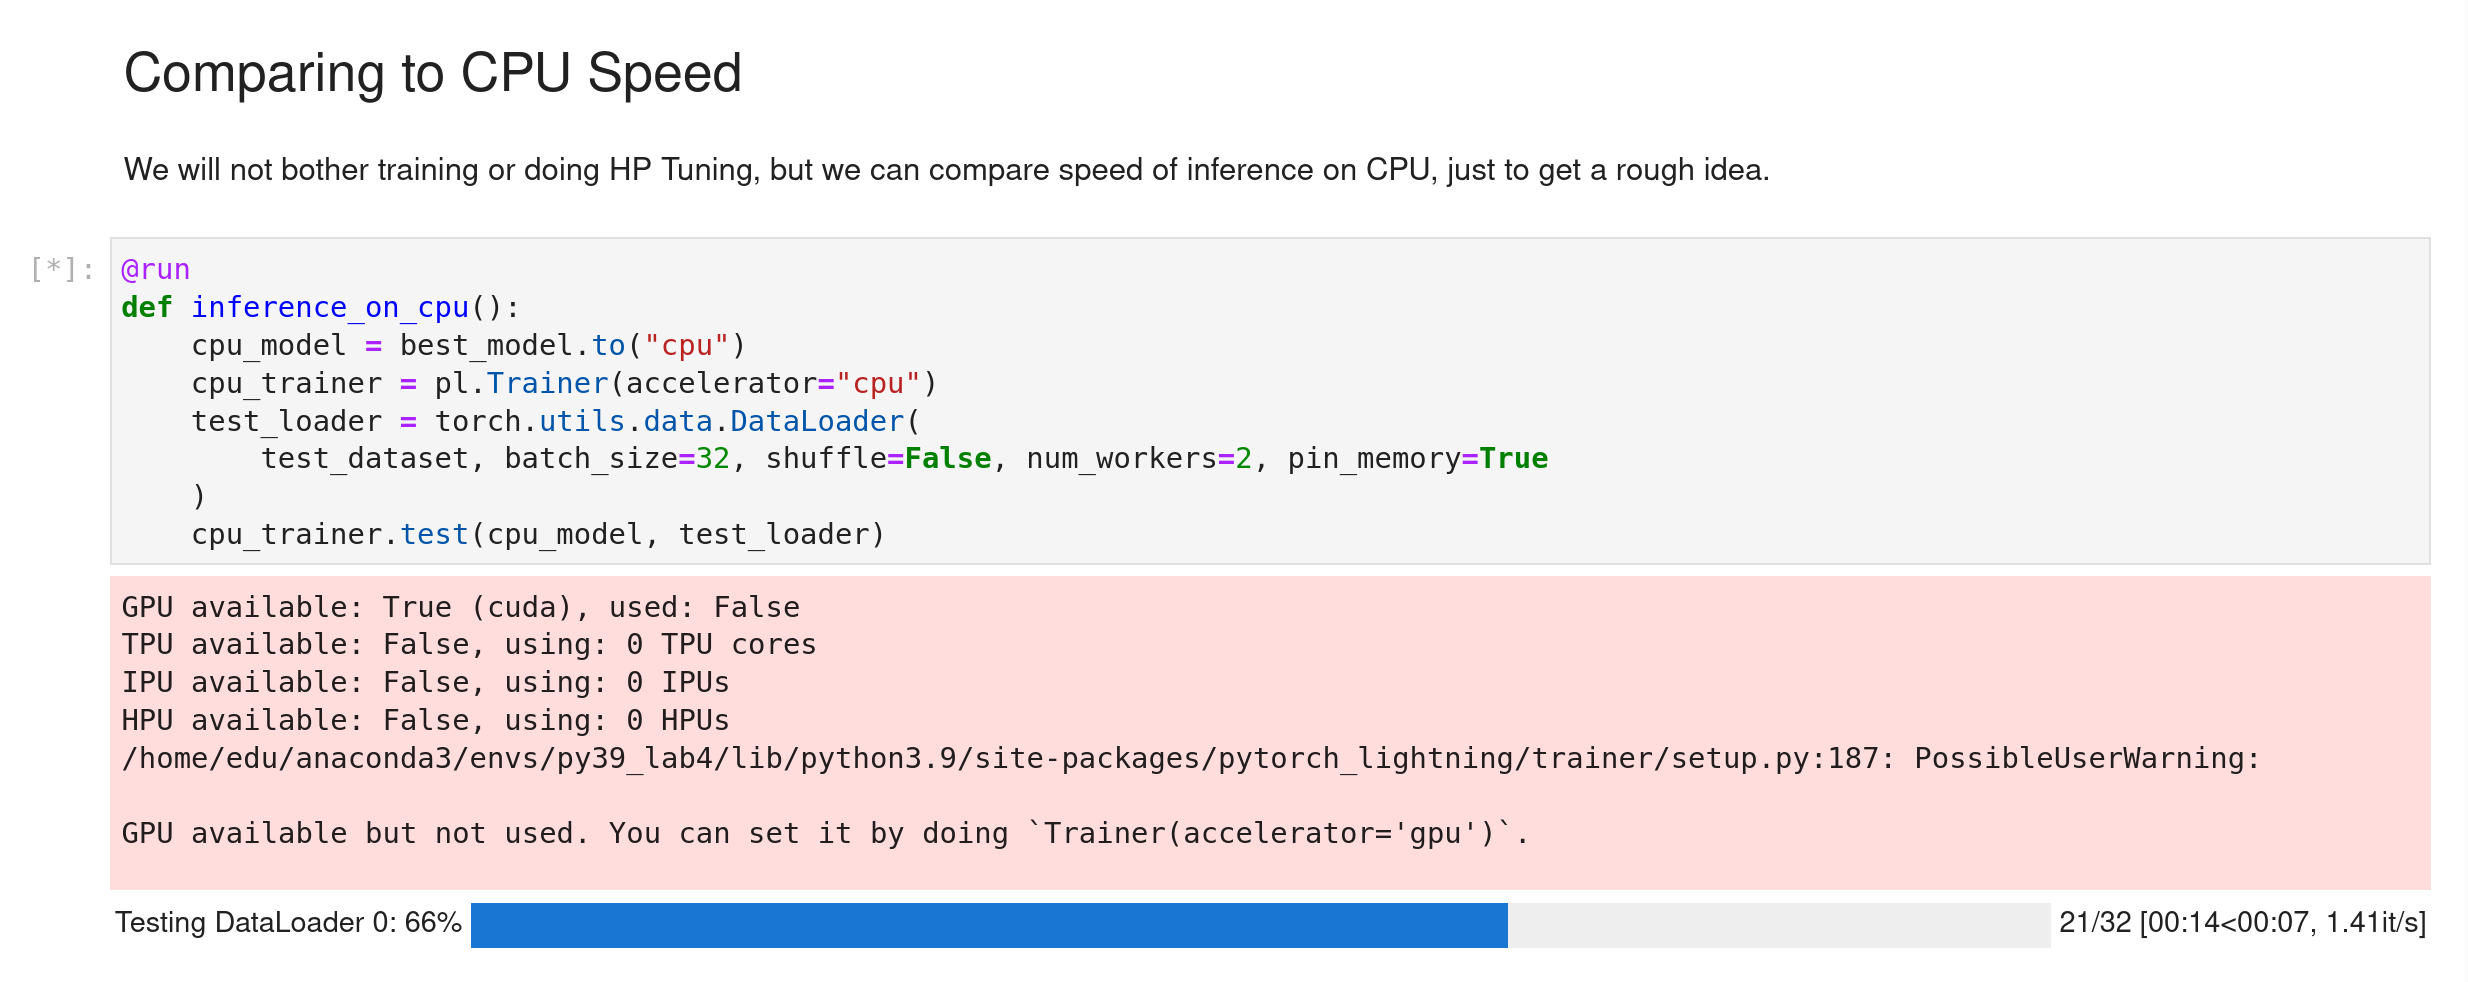 Comparing to CPU Speed
We will not bother training or doing HP Tuning, but we can compare speed of inference on CPU, just to get a rough idea.
[*]:
@run
def inference_on_cpu():
    cpu_model = best_model.to("cpu")
    cpu_trainer = pl.Trainer(accelerator="cpu")
    test_loader = torch.utils.data.DataLoader(
        test_dataset, batch_size=32, shuffle=False, num_workers=2, pin_memory=True
    )
    cpu_trainer.test(cpu_model, test_loader)
GPU available: True (cuda), used: False
TPU available: False, using: 0 TPU cores
IPU available: False, using: 0 IPUs
HPU available: False, using: 0 HPUs
/home/edu/anaconda3/envs/py39_lab4/lib/python3.9/site-packages/pytorch_lightning/trainer/setup.py:187: PossibleUserWarning:
GPU available but not used. You can set it by doing `Trainer(accelerator='gpu')`.
Testing DataLoader 0: 66% 21/32 [00:14<00:07, 1.41it/s]